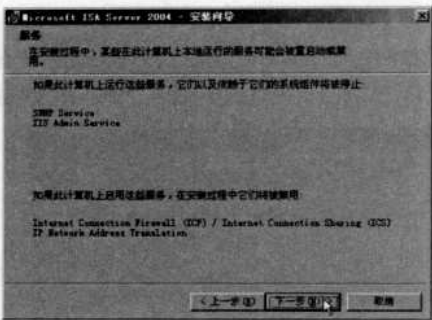 Microsoft ISA Server 2004 - 安装向导
服务
在安装过程中，某些在此计算机上本地运行的服务可能会被重启动或禁
用。
如果此计算机上运行这些服务，它们以及依赖于它们的系统组件将被停止:
SNMP Service
IIS Admin Service
如果此计算机上启用这些服务，在安装过程中它们将被禁用:
Internet Connection Firewall (ICF) / Internet Connection Sharing (ICS)
IP Network Address Translation
< 上一步(B)
下一步(N) >
取消